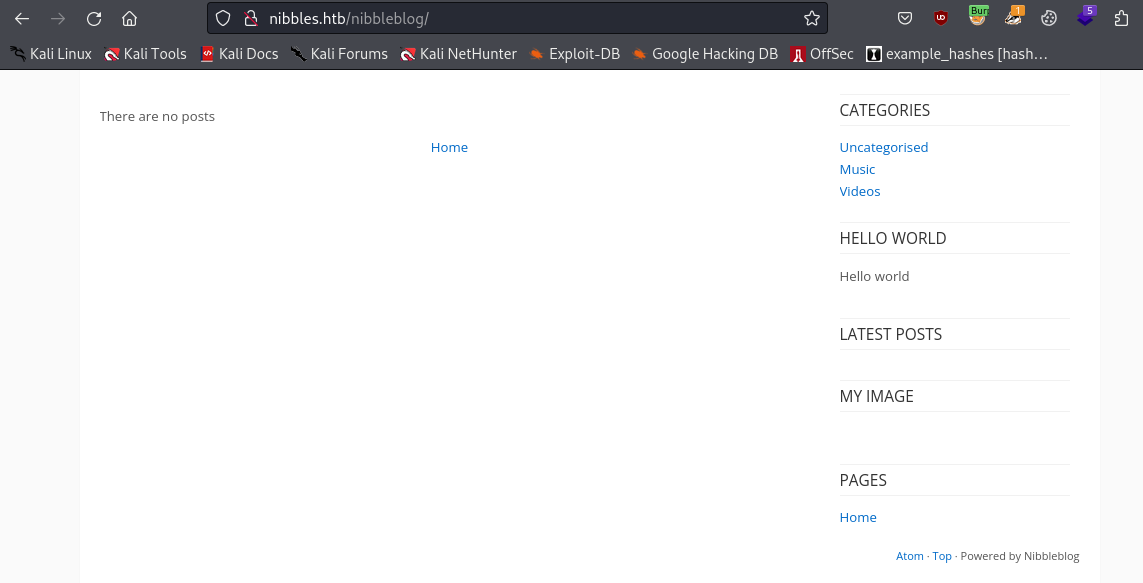 nibbles.htb/nibbleblog/
Burp
1
5
Kali Linux Kali Tools Kali Docs Kali Forums Kali NetHunter Exploit-DB Google Hacking DB OffSec example_hashes [hash…
There are no posts
Home
CATEGORIES
Uncategorised
Music
Videos
HELLO WORLD
Hello world
LATEST POSTS
MY IMAGE
PAGES
Home
Atom · Top · Powered by Nibbleblog